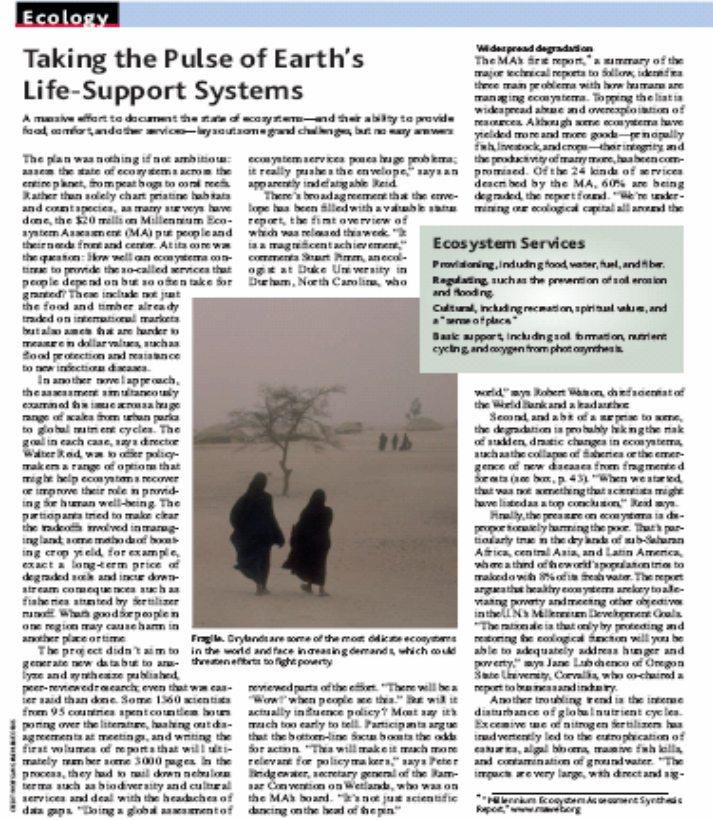 Ecology
Taking the Pulse of Earth's
Life-Support Systems
A massive effort to document the state of ecosystems—and their ability to provide
food, comfort, and other services—lays out some grand challenges, but no easy answers
The plan was nothing if not ambitious:
assess the state of ecosystems across the
entire planet, from peat bogs to coral reefs.
Rather than solely chart pristine habitats
and count species, as many surveys have
done, the $20 million Millennium Eco-
system Assessment (MA) put people and
their needs front and center. At its core was
the question: How well can ecosystems con-
tinue to provide the so-called services that
people depend on but so often take for
granted? These include not just
the food and timber already
traded on international markets
but also assets that are harder to
measure in dollar values, such as
flood protection and resistance
to new infectious diseases.
In another novel approach,
the assessment simultaneously
examined this issue across a huge
range of scales from urban parks
to global nutrient cycles. The
goal in each case, says director
Walter Reid, was to offer policy-
makers a range of options that
might help ecosystems recover
or improve their role in provid-
ing for human well-being. The
participants tried to make clear
the tradeoffs involved in manag-
ing land; some methods of boost-
ing crop yield, for example,
exact a long-term price of
degraded soils and incur down-
stream consequences such as
fisheries stunted by fertilizer
runoff. What's good for people in
one region may cause harm in
another place or time.
The project didn't aim to
generate new data but to ana-
lyze and synthesize published,
peer-reviewed research; even that was eas-
ier said than done. Some 1360 scientists
from 95 countries spent countless hours
poring over the literature, hashing out dis-
agreements at meetings, and writing the
first volumes of reports that will ulti-
mately number some 3000 pages. In the
process, they had to nail down nebulous
terms such as biodiversity and cultural
services and deal with the headaches of
data gaps. "Doing a global assessment of
ecosystem services poses huge problems;
it really pushes the envelope," says an
apparently indefatigable Reid.
There's broad agreement that the enve-
lope has been filled with a valuable status
report, the first overview of
which was released this week. "It
is a magnificent achievement,"
comments Stuart Pimm, an ecol-
ogist at Duke University in
Durham, North Carolina, who
Fragile. Drylands are some of the most delicate ecosystems
in the world and face increasing demands, which could
threaten efforts to fight poverty.
reviewed parts of the effort. "There will be a
'Wow!' when people see this." But will it
actually influence policy? Most say it's
much too early to tell. Participants argue
that the bottom-line focus boosts the odds
for action. "This will make it much more
relevant for policymakers," says Peter
Bridgewater, secretary general of the Ram-
sar Convention on Wetlands, who was on
the MA's board. "It's not just scientific
dancing on the head of the pin."
Widespread degradation
The MA's first report,* a summary of the
major technical reports to follow, identifies
three main problems with how humans are
managing ecosystems. Topping the list is
widespread abuse and overexploitation of
resources. Although some ecosystems have
yielded more and more goods—principally
fish, livestock, and crops—their integrity, and
the productivity of many more, has been com-
promised. Of the 24 kinds of services
described by the MA, 60% are being
degraded, the report found. "We're under-
mining our ecological capital all around the
Ecosystem Services
Provisioning, including food, water, fuel, and fiber.
Regulating, such as the prevention of soil erosion
and flooding.
Cultural, including recreation, spiritual values, and
a "sense of place."
Basic support, including soil formation, nutrient
cycling, and oxygen from photosynthesis.
world," says Robert Watson, chief scientist of
the World Bank and a lead author.
Second, and a bit of a surprise to some,
the degradation is probably hiking the risk
of sudden, drastic changes in ecosystems,
such as the collapse of fisheries or the emer-
gence of new diseases from fragmented
forests (see box, p. 43). "When we started,
that was not something that scientists might
have listed as a top conclusion," Reid says.
Finally, the pressure on ecosystems is dis-
proportionately harming the poor. That's par-
ticularly true in the drylands of sub-Saharan
Africa, central Asia, and Latin America,
where a third of the world's population tries to
make do with 8% of its fresh water. The report
argues that healthy ecosystems are key to alle-
viating poverty and meeting other objectives
in the U.N.'s Millennium Development Goals.
"The rationale is that only by protecting and
restoring the ecological function will you be
able to adequately address hunger and
poverty," says Jane Lubchenco of Oregon
State University, Corvallis, who co-chaired a
report to business and industry.
Another troubling trend is the intense
disturbance of global nutrient cycles.
Excessive use of nitrogen fertilizers has
inadvertently led to the eutrophication of
estuaries, algal blooms, massive fish kills,
and contamination of groundwater. "The
impacts are very large, with direct and sig-
* "Millennium Ecosystem Assessment Synthesis
Report," www.maweb.org